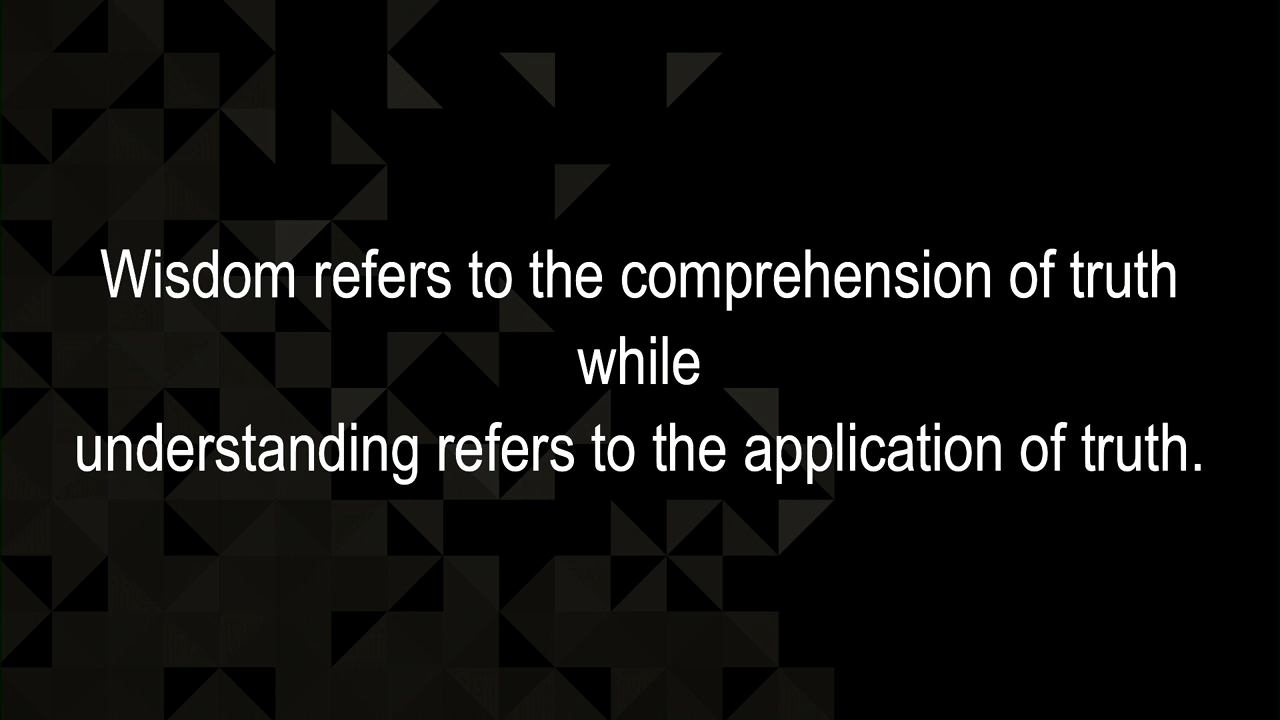 Wisdom refers to the comprehension of truth
while
understanding refers to the application of truth.